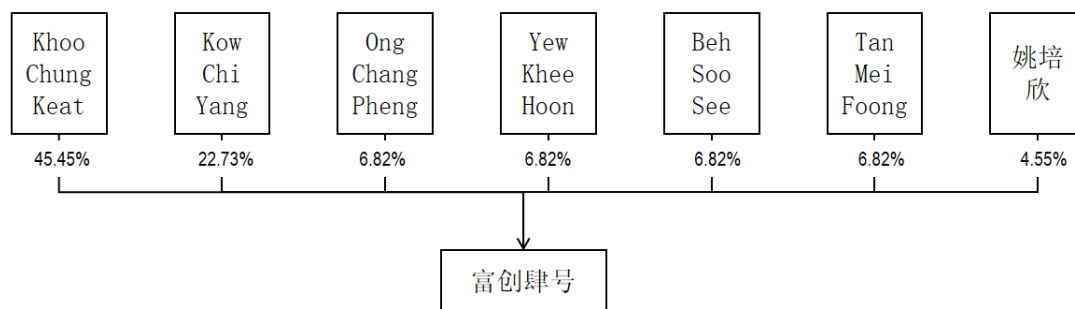 Khoo
Chung
Keat
Kow
Chi
Yang
Ong
Chang
Pheng
Yew
Khee
Hoon
Beh
Soo
See
Tan
Mei
Foong
姚培
欣
45.45%
22.73%
6.82%
6.82%
6.82%
6.82%
4.55%
富创肆号